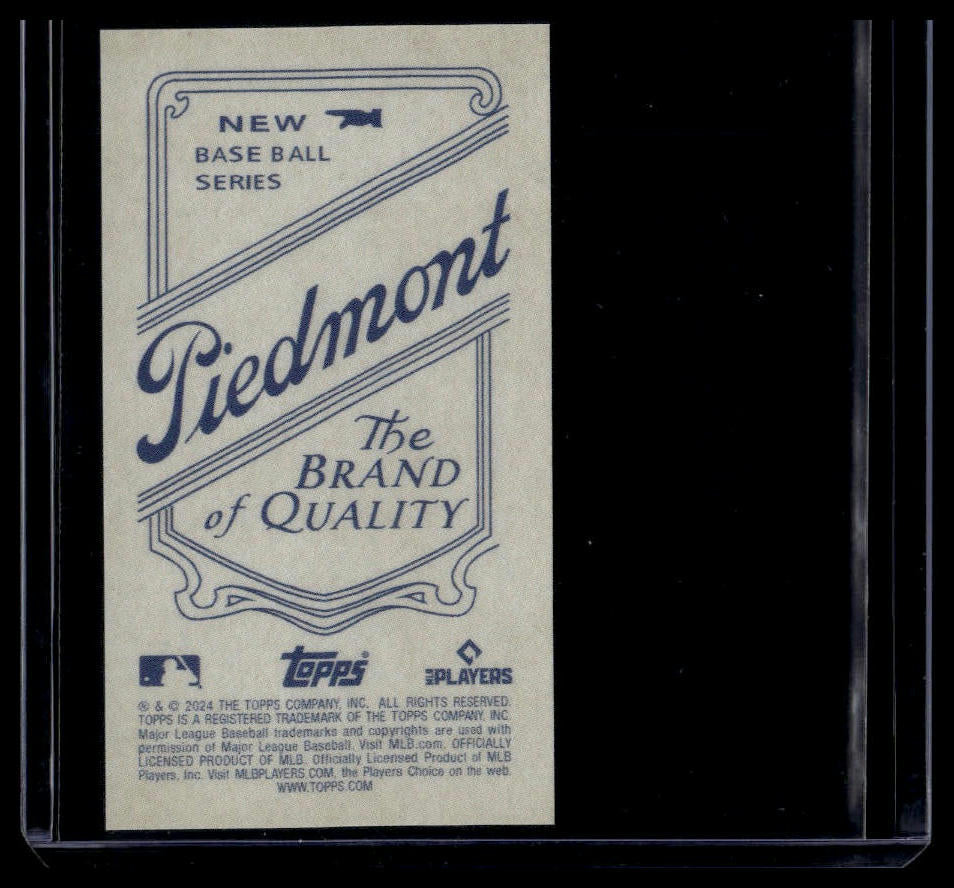 NEW
BASE BALL
SERIES
Piedmont
The
BRAND
of QUALITY
Topps®
MLB PLAYERS
® & © 2024 THE TOPPS COMPANY, INC. ALL RIGHTS RESERVED.
TOPPS IS A REGISTERED TRADEMARK OF THE TOPPS COMPANY, INC.
Major League Baseball trademarks and copyrights are used with
permission of Major League Baseball. Visit MLB.com. OFFICIALLY
LICENSED PRODUCT OF MLB. Officially Licensed Product of MLB
Players, Inc. Visit MLBPLAYERS.COM, the Players Choice on the web.
WWW.TOPPS.COM